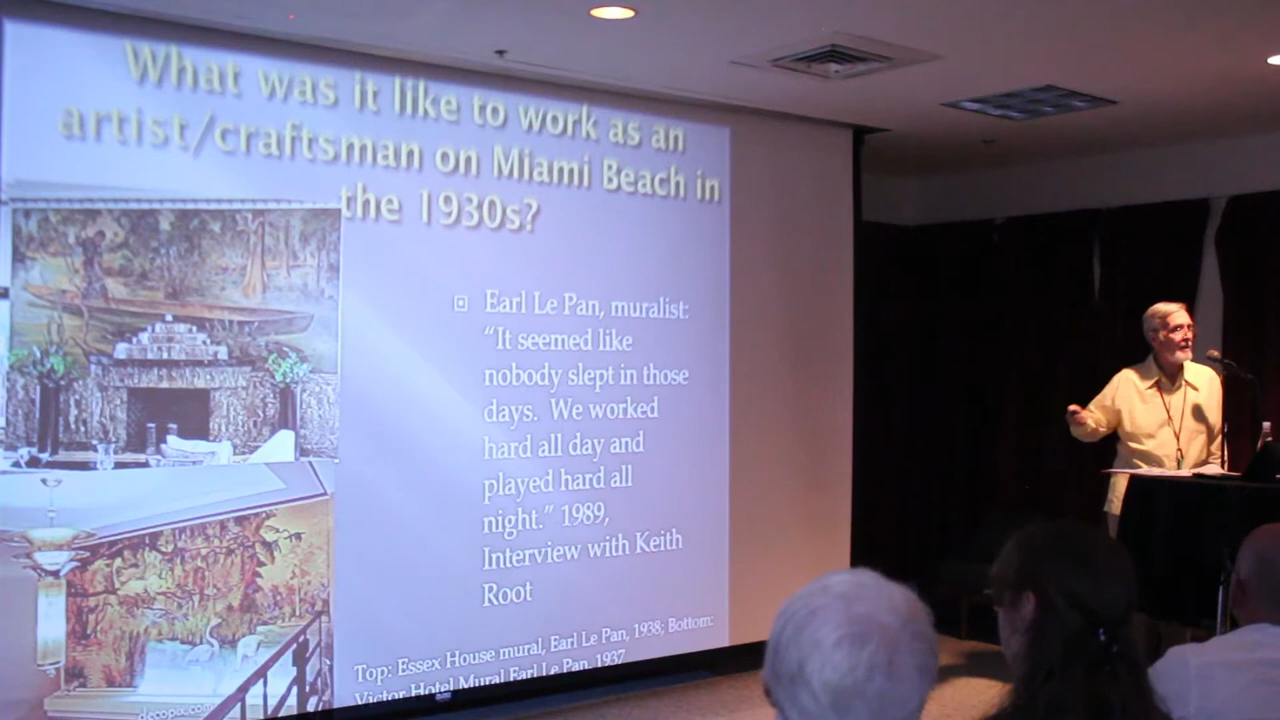 What was it like to work as an
artist/craftsman on Miami Beach in
the 1930s?
Earl Le Pan, muralist:
“It seemed like
nobody slept in those
days. We worked
hard all day and
played hard all
night.” 1989,
Interview with Keith
Root
Top: Essex House mural, Earl Le Pan, 1938; Bottom:
Victor Hotel Mural Earl Le Pan, 1937
decopix.com